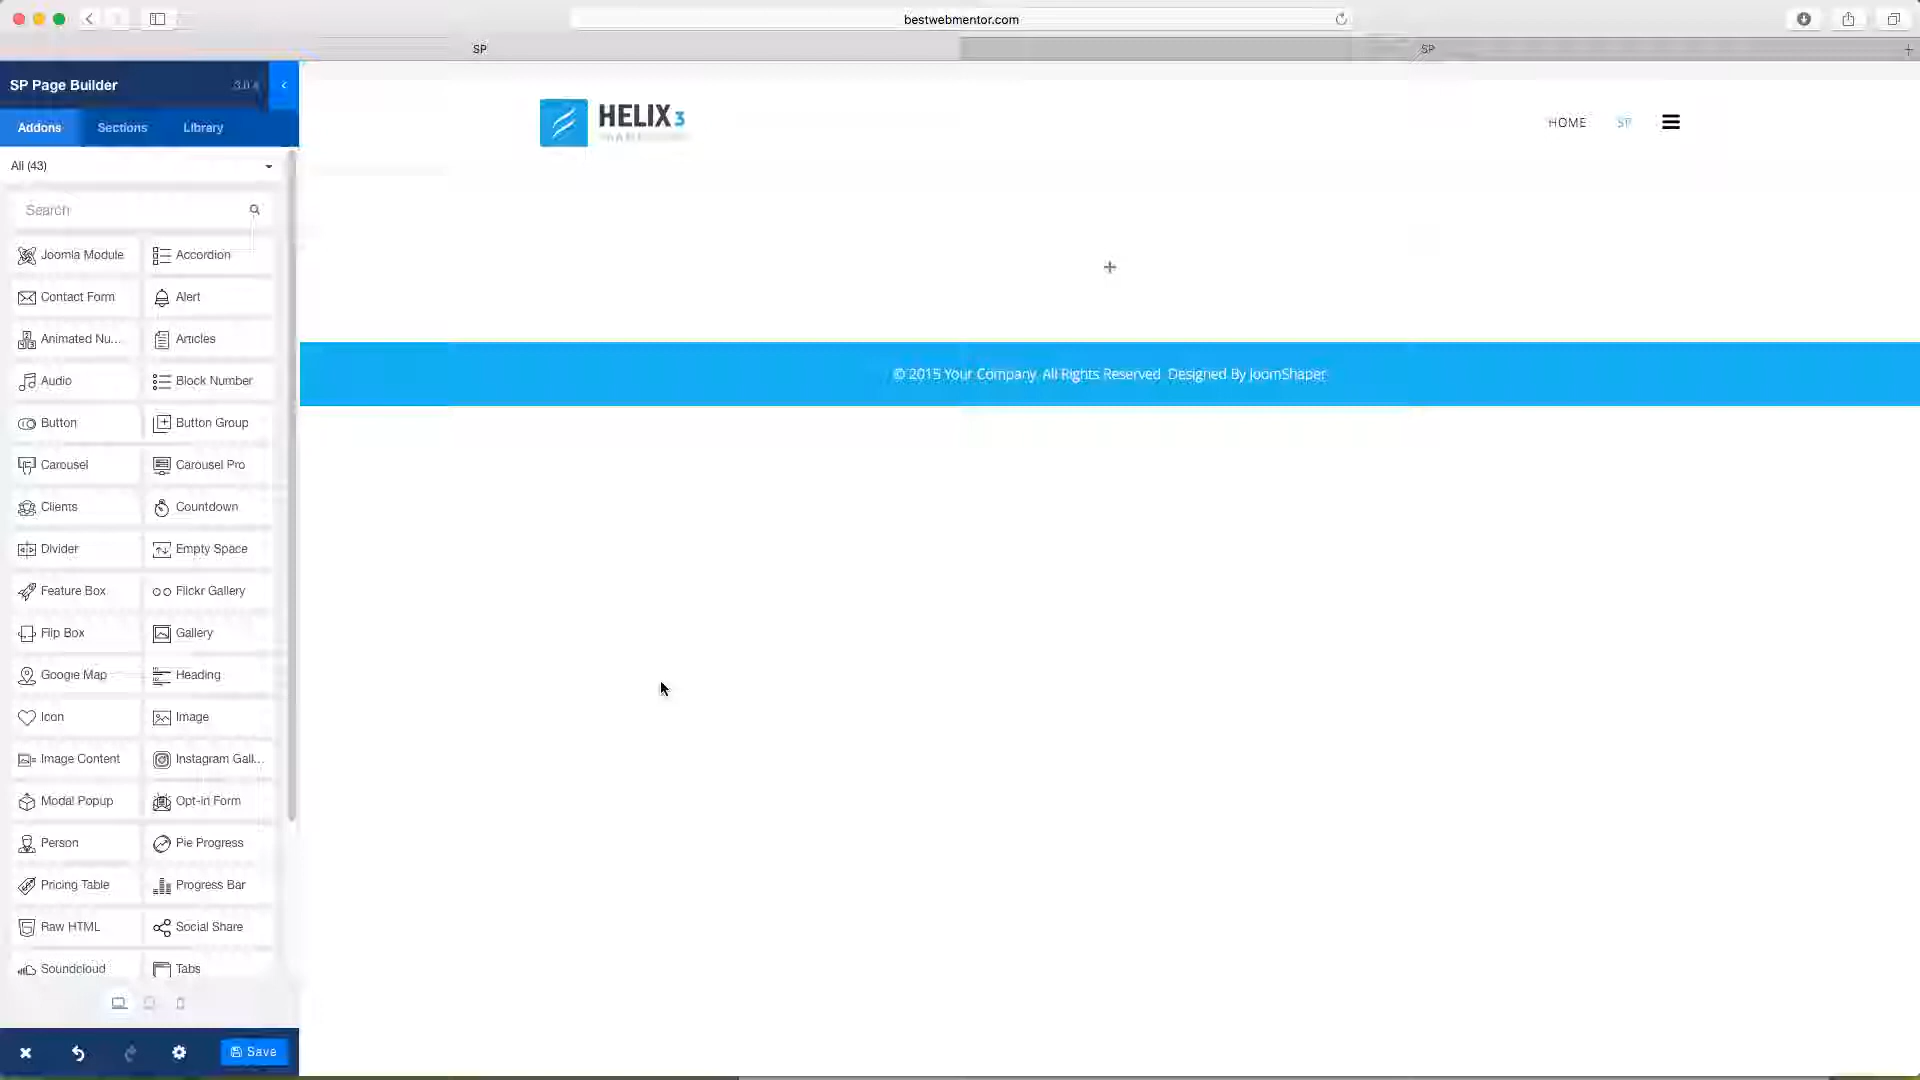 bestwebmentor.com
SP
SP
SP Page Builder
Addons
Sections
Library
All (43)
Search
Joomla Module
Accordion
Contact Form
Alert
Animated Nu...
Articles
Audio
Block Number
Button
Button Group
Carousel
Carousel Pro
Clients
Countdown
Divider
Empty Space
Feature Box
Flickr Gallery
Flip Box
Gallery
Google Map
Heading
Icon
Image
Image Content
Instagram Gall...
Modal Popup
Opt-in Form
Person
Pie Progress
Pricing Table
Progress Bar
Raw HTML
Social Share
Soundcloud
Tabs
Save
HELIX 3
HOME
SP
© 2015 Your Company. All Rights Reserved. Designed By JoomShaper